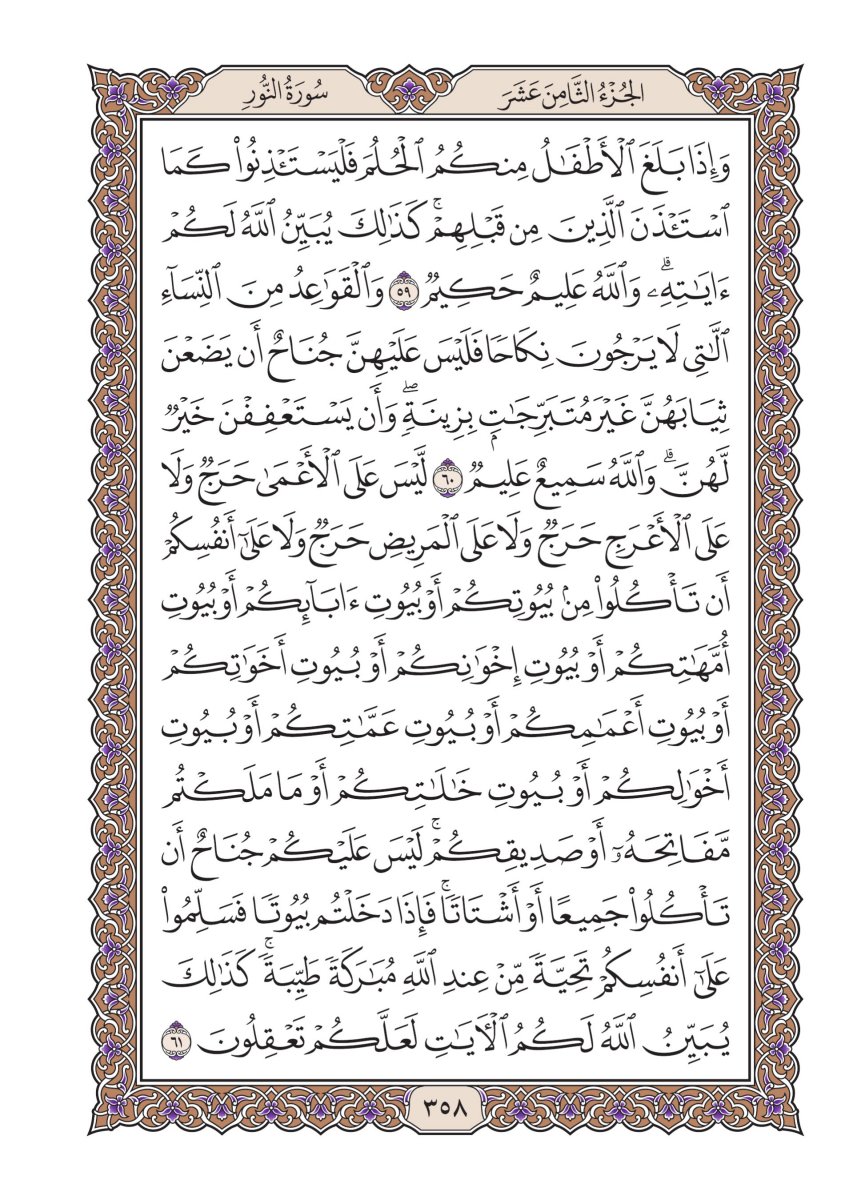 الجُزْءُ الثَّامِنَ عَشَرَ
سُورَةُ النُّورِ
وَإِذَا بَلَغَ ٱلْأَطْفَٰلُ مِنكُمُ ٱلْحُلُمَ فَلْيَسْتَـْٔذِنُوا۟ كَمَا
ٱسْتَـْٔذَنَ ٱلَّذِينَ مِن قَبْلِهِمْۚ كَذَٰلِكَ يُبَيِّنُ ٱللَّهُ لَكُمْ
ءَايَٰتِهِۦۗ وَٱللَّهُ عَلِيمٌ حَكِيمٌ ٥٩ وَٱلْقَوَٰعِدُ مِنَ ٱلنِّسَآءِ
ٱلَّٰتِى لَا يَرْجُونَ نِكَاحًا فَلَيْسَ عَلَيْهِنَّ جُنَاحٌ أَن يَضَعْنَ
ثِيَابَهُنَّ غَيْرَ مُتَبَرِّجَٰتٍۭ بِزِينَةٍۖ وَأَن يَسْتَعْفِفْنَ خَيْرٌ
لَّهُنَّۗ وَٱللَّهُ سَمِيعٌ عَلِيمٌ ٦٠ لَّيْسَ عَلَى ٱلْأَعْمَىٰ حَرَجٌ وَلَا
عَلَى ٱلْأَعْرَجِ حَرَجٌ وَلَا عَلَى ٱلْمَرِيضِ حَرَجٌ وَلَا عَلَىٰٓ أَنفُسِكُمْ
أَن تَأْكُلُوا۟ مِنۢ بُيُوتِكُمْ أَوْ بُيُوتِ ءَابَآئِكُمْ أَوْ بُيُوتِ
أُمَّهَٰتِكُمْ أَوْ بُيُوتِ إِخْوَٰنِكُمْ أَوْ بُيُوتِ أَخَوَٰتِكُمْ
أَوْ بُيُوتِ أَعْمَٰمِكُمْ أَوْ بُيُوتِ عَمَّٰتِكُمْ أَوْ بُيُوتِ
أَخْوَٰلِكُمْ أَوْ بُيُوتِ خَٰلَٰتِكُمْ أَوْ مَا مَلَكْتُم
مَّفَاتِحَهُۥٓ أَوْ صَدِيقِكُمْۚ لَيْسَ عَلَيْكُمْ جُنَاحٌ أَن
تَأْكُلُوا۟ جَمِيعًا أَوْ أَشْتَاتًاۚ فَإِذَا دَخَلْتُم بُيُوتًا فَسَلِّمُوا۟
عَلَىٰٓ أَنفُسِكُمْ تَحِيَّةً مِّنْ عِندِ ٱللَّهِ مُبَٰرَكَةً طَيِّبَةًۚ كَذَٰلِكَ
يُبَيِّنُ ٱللَّهُ لَكُمُ ٱلْءَايَٰتِ لَعَلَّكُمْ تَعْقِلُونَ ٦١
٣٥٨